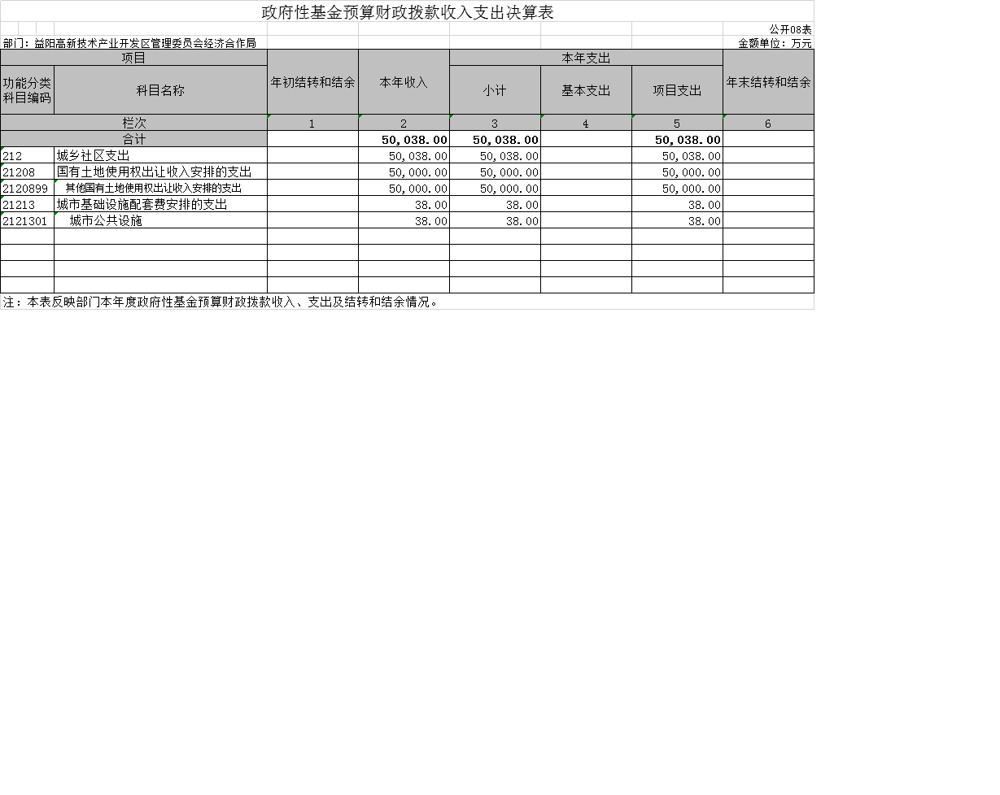 政府性基金预算财政拨款收入支出决算表
公开08表
部门：益阳高新技术产业开发区管理委员会经济合作局 金额单位：万元
项目 年初结转和结余 本年收入 本年支出 年末结转和结余
功能分类科目编码 科目名称 小计 基本支出 项目支出
栏次 1 2 3 4 5 6
合计 50,038.00 50,038.00 50,038.00
212 城乡社区支出 50,038.00 50,038.00 50,038.00
21208 国有土地使用权出让收入安排的支出 50,000.00 50,000.00 50,000.00
2120899 其他国有土地使用权出让收入安排的支出 50,000.00 50,000.00 50,000.00
21213 城市基础设施配套费安排的支出 38.00 38.00 38.00
2121301 城市公共设施 38.00 38.00 38.00
注：本表反映部门本年度政府性基金预算财政拨款收入、支出及结转和结余情况。